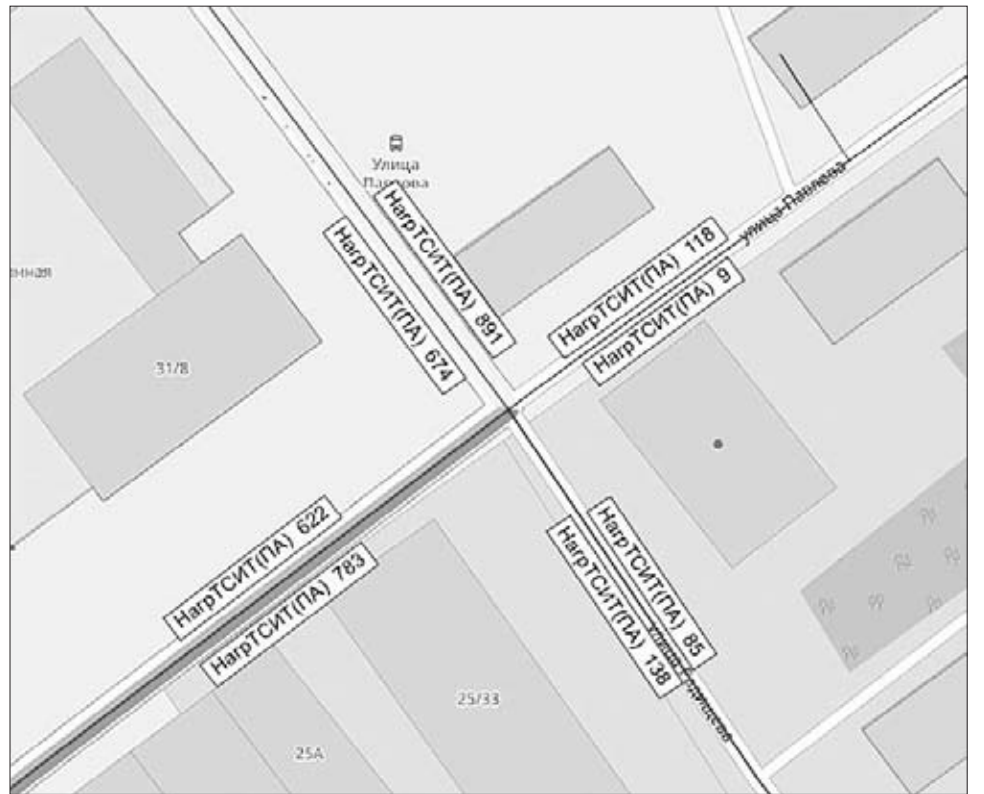 Улица
Павлова
НагрТСИТ(ПА) 891
НагрТСИТ(ПА) 674
НагрТСИТ(ПА) 118
улица Павлова
НагрТСИТ(ПА) 9
31/8
НагрТСИТ(ПА) 622
НагрТСИТ(ПА) 783
НагрТСИТ(ПА) 85
НагрТСИТ(ПА) 138
25/33
25А